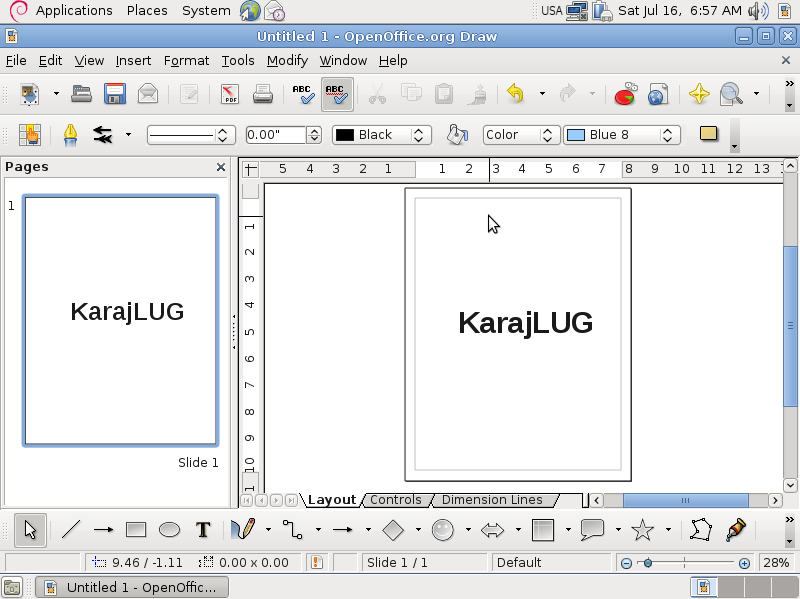 Applications Places System USA Sat Jul 16, 6:57 AM
Untitled 1 - OpenOffice.org Draw
File Edit View Insert Format Tools Modify Window Help
PDF ABC ABC
0.00" Black Color Blue 8
Pages
5 4 3 2 1 1 2 3 4 5 6 7 8 9 10 11 12 13
1
KarajLUG
Slide 1
1
2
3
4
5
6
7
8
9
10
KarajLUG
Layout Controls Dimension Lines
T
9.46 / -1.11 0.00 x 0.00 Slide 1 / 1 Default 28%
Untitled 1 - OpenOffic...